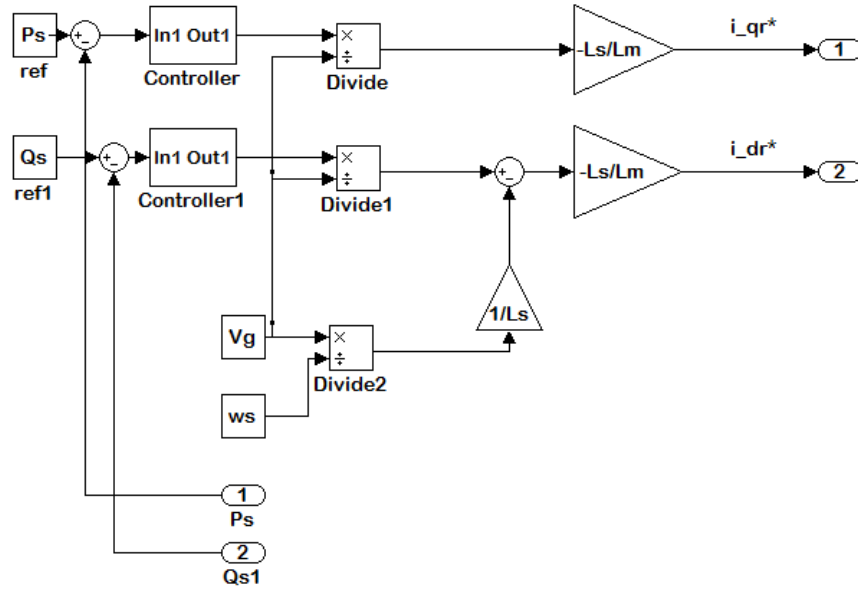 Ps
ref
+
−
In1 Out1
Controller
×
÷
Divide
-Ls/Lm
i_qr*
1
Qs
ref1
+
−
In1 Out1
Controller1
×
÷
Divide1
+
−
-Ls/Lm
i_dr*
2
1/Ls
Vg
×
÷
Divide2
ws
1
Ps
2
Qs1